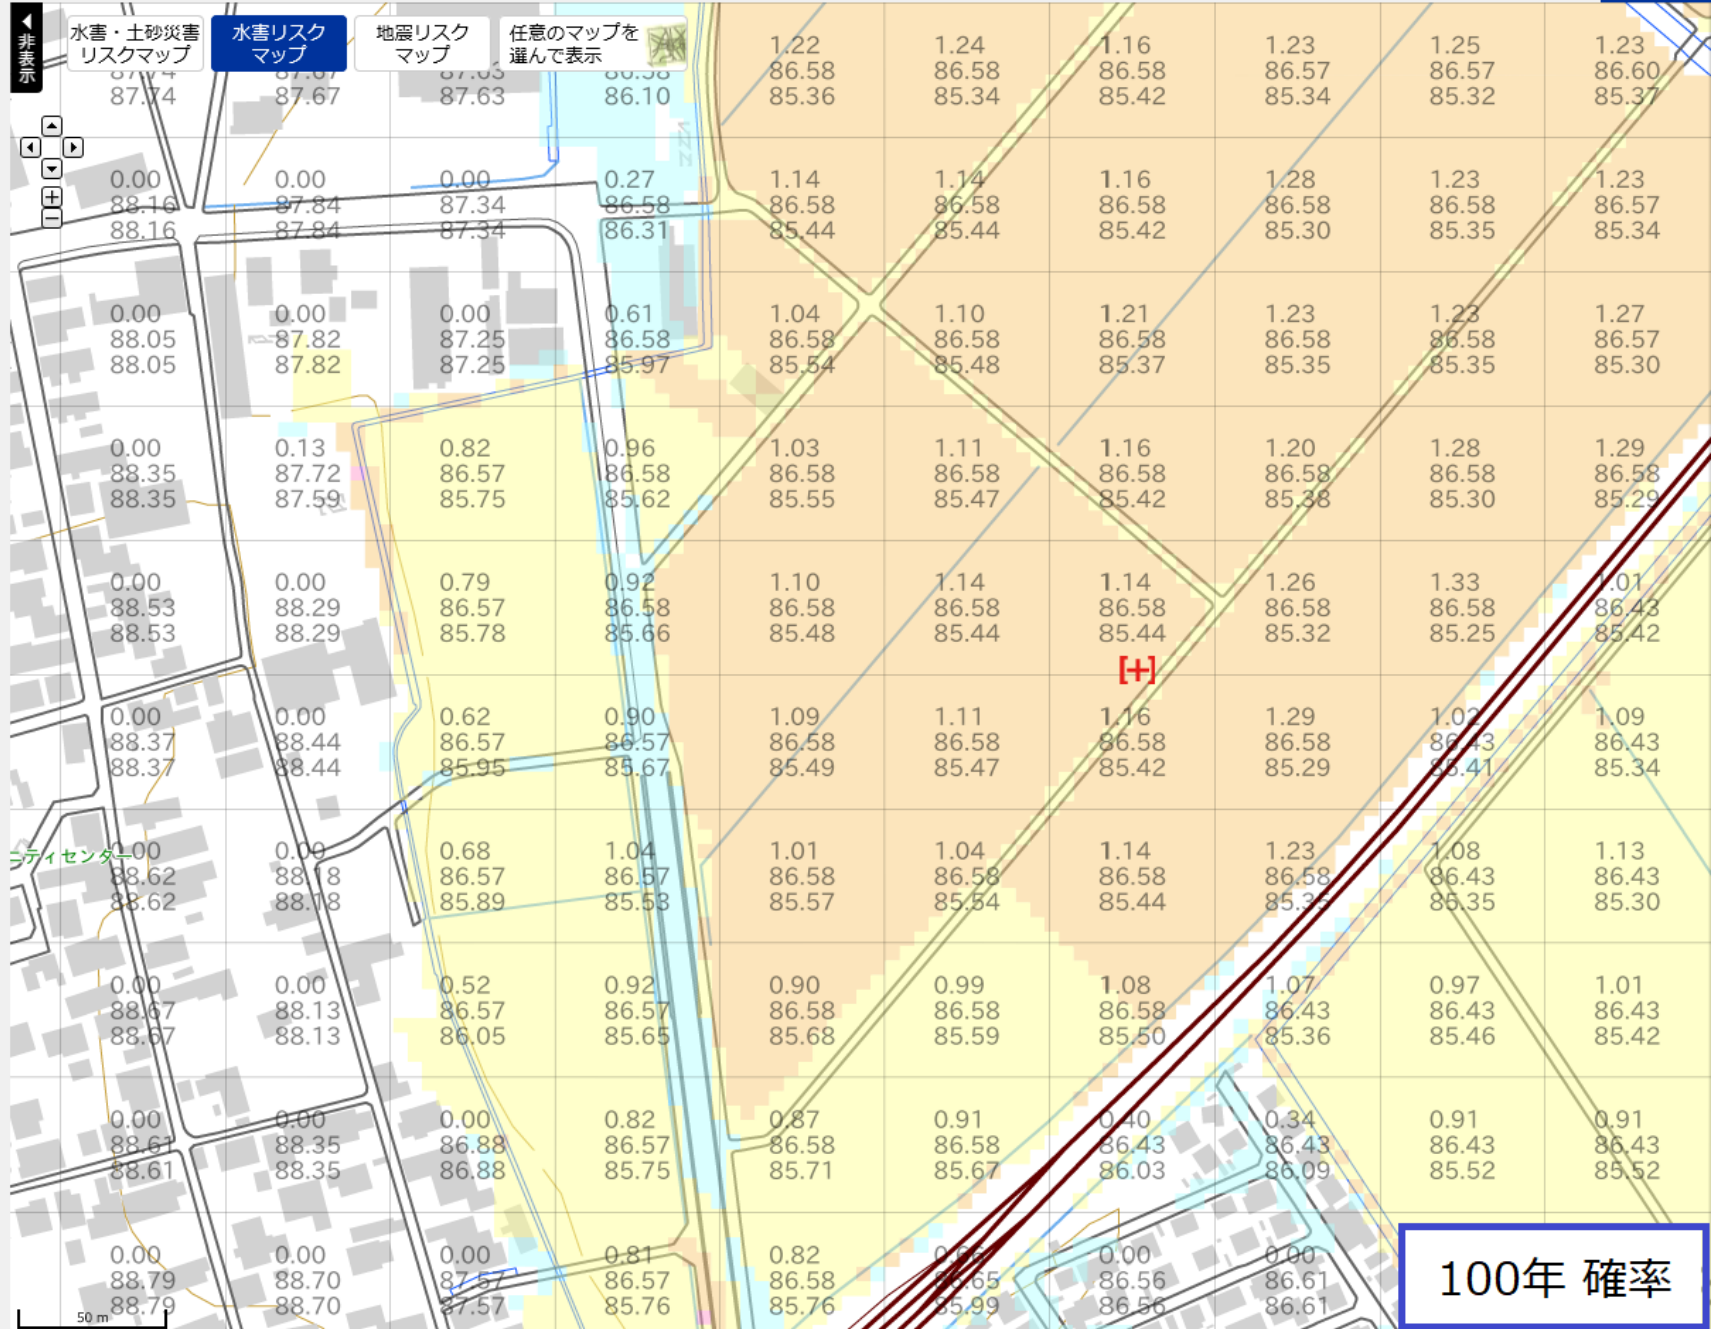 ◀非表示
水害・土砂災害 水害リスク 地震リスク 任意のマップを
リスクマップ マップ マップ 選んで表示
1.22 1.24 1.16 1.23 1.25 1.23
87.74 87.67 87.63 86.58 86.58 86.58 86.58 86.57 86.57 86.60
87.74 87.67 87.63 86.10 85.36 85.34 85.42 85.34 85.32 85.37
0.00 0.00 0.00 0.27 1.14 1.14 1.16 1.28 1.23 1.23
88.16 87.84 87.34 86.58 86.58 86.58 86.58 86.58 86.58 86.57
88.16 87.84 87.34 86.31 85.44 85.44 85.42 85.30 85.35 85.34
0.00 0.00 0.00 0.61 1.04 1.10 1.21 1.23 1.23 1.27
88.05 87.82 87.25 86.58 86.58 86.58 86.58 86.58 86.58 86.57
88.05 87.82 87.25 85.97 85.54 85.48 85.37 85.35 85.35 85.30
0.00 0.13 0.82 0.96 1.03 1.11 1.16 1.20 1.28 1.29
88.35 87.72 86.57 86.58 86.58 86.58 86.58 86.58 86.58 86.58
88.35 87.59 85.75 85.62 85.55 85.47 85.42 85.38 85.30 85.29
0.00 0.00 0.79 0.92 1.10 1.14 1.14 1.26 1.33 1.01
88.53 88.29 86.57 86.58 86.58 86.58 86.58 86.58 86.58 86.43
88.53 88.29 85.78 85.66 85.48 85.44 85.44 85.32 85.25 85.42
[+]
0.00 0.00 0.62 0.90 1.09 1.11 1.16 1.29 1.02 1.09
88.37 88.44 86.57 86.57 86.58 86.58 86.58 86.58 86.43 86.43
88.37 88.44 85.95 85.67 85.49 85.47 85.42 85.29 85.41 85.34
ニティセンター 0.00 0.00 0.68 1.04 1.01 1.04 1.14 1.23 1.08 1.13
88.62 88.18 86.57 86.57 86.58 86.58 86.58 86.58 86.43 86.43
88.62 88.18 85.89 85.53 85.57 85.54 85.44 85.35 85.35 85.30
0.00 0.00 0.52 0.92 0.90 0.99 1.08 1.07 0.97 1.01
88.67 88.13 86.57 86.57 86.58 86.58 86.58 86.43 86.43 86.43
88.67 88.13 86.05 85.65 85.68 85.59 85.50 85.36 85.46 85.42
0.00 0.00 0.00 0.82 0.87 0.91 0.40 0.34 0.91 0.91
88.61 88.35 86.88 86.57 86.58 86.58 86.43 86.43 86.43 86.43
88.61 88.35 86.88 85.75 85.71 85.67 86.03 86.09 85.52 85.52
0.00 0.00 0.00 0.81 0.82 0.66 0.00 0.00
88.79 88.70 87.57 86.57 86.58 86.65 86.56 86.61
88.79 88.70 87.57 85.76 85.76 85.99 86.56 86.61
50 m
100年 確率